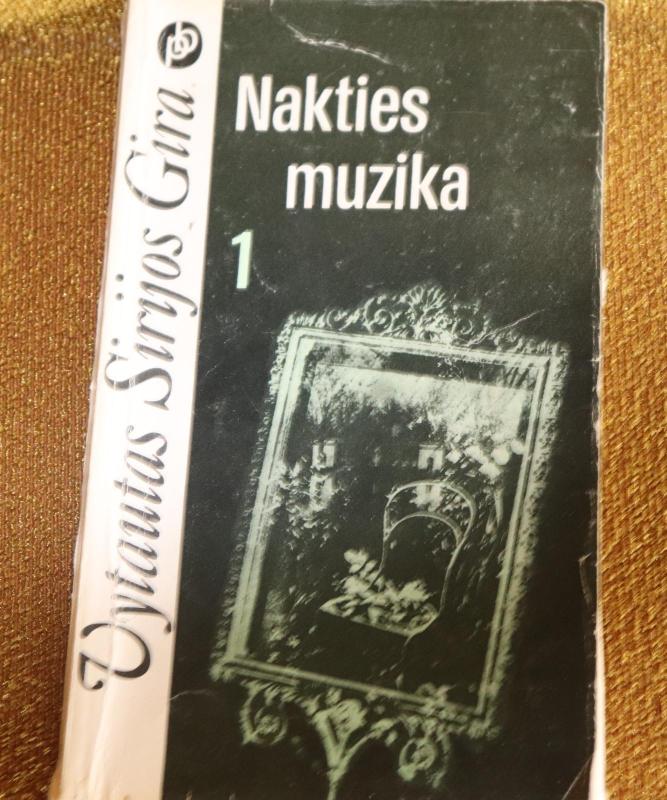 Nakties
muzika
1
Vytautas Sirijos Gira